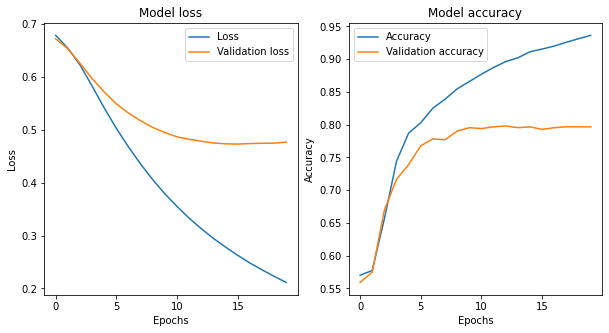 Model loss
Loss
Validation loss
0.7
0.6
0.5
0.4
0.3
0.2
Loss
0
5
10
15
Epochs
Model accuracy
Accuracy
Validation accuracy
0.95
0.90
0.85
0.80
0.75
0.70
0.65
0.60
0.55
Accuracy
0
5
10
15
Epochs